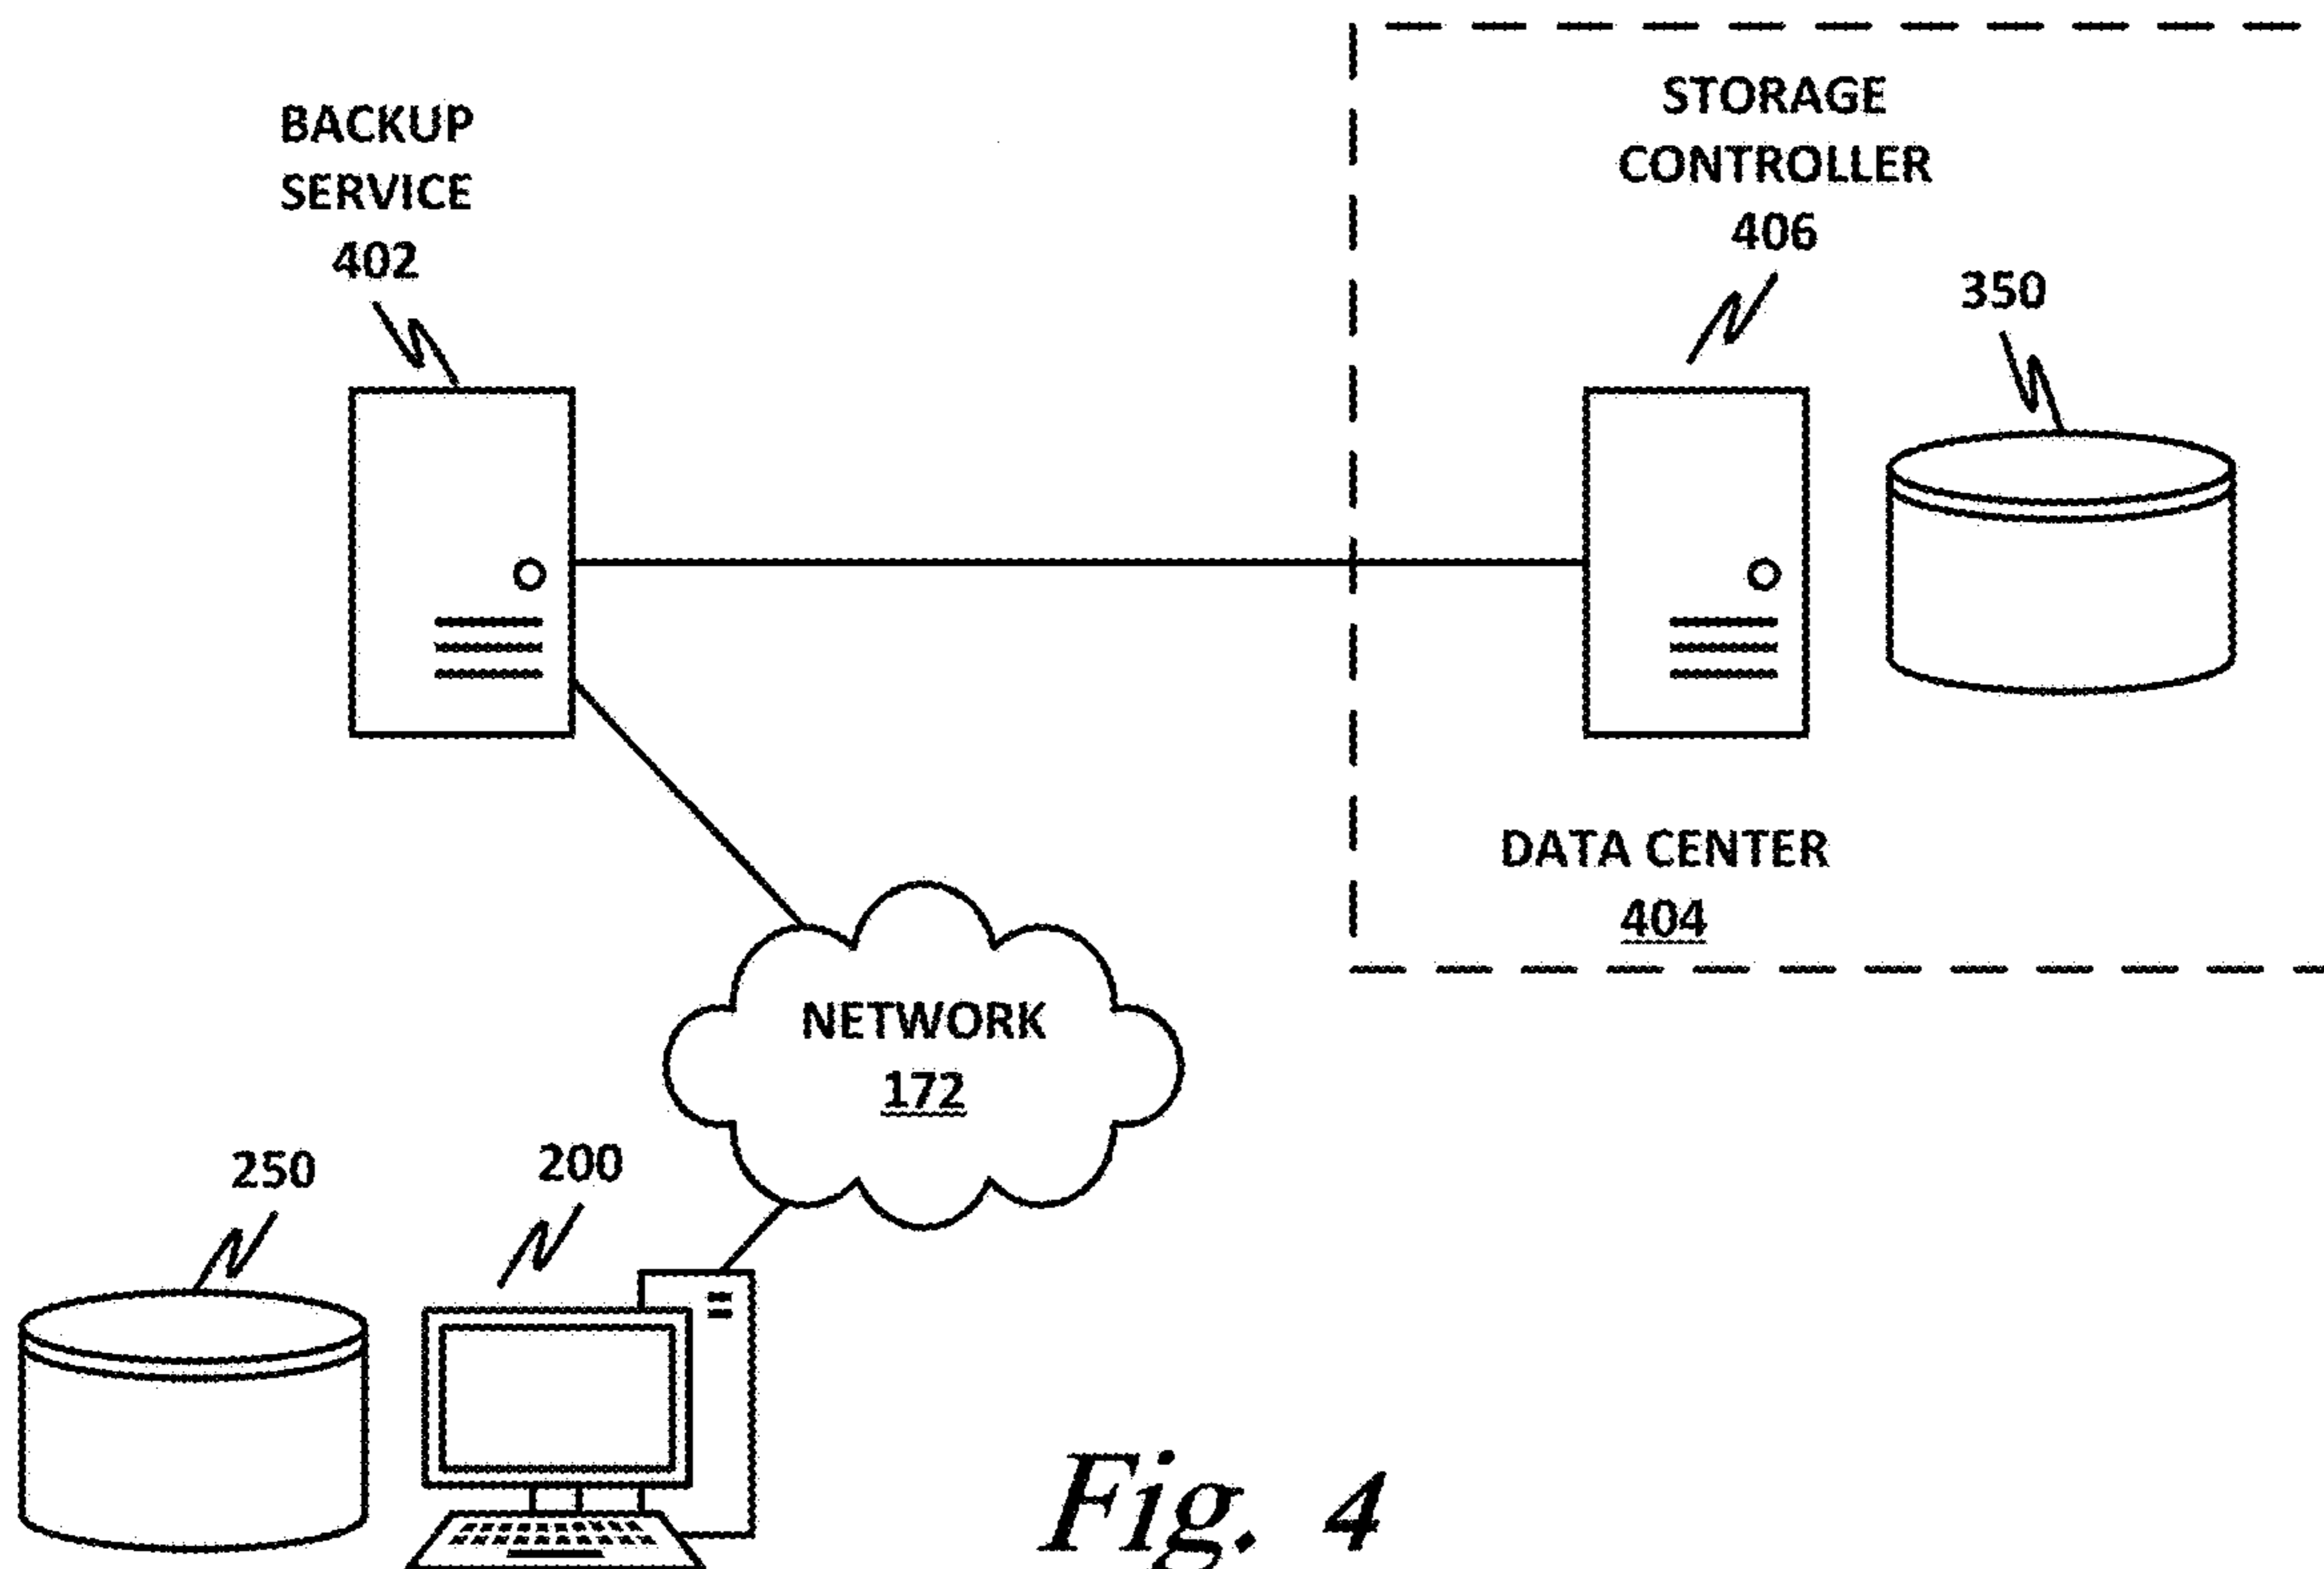 BACKUP
SERVICE
402
STORAGE
CONTROLLER
406
350
DATA CENTER
404
NETWORK
172
250
200
Fig. 4